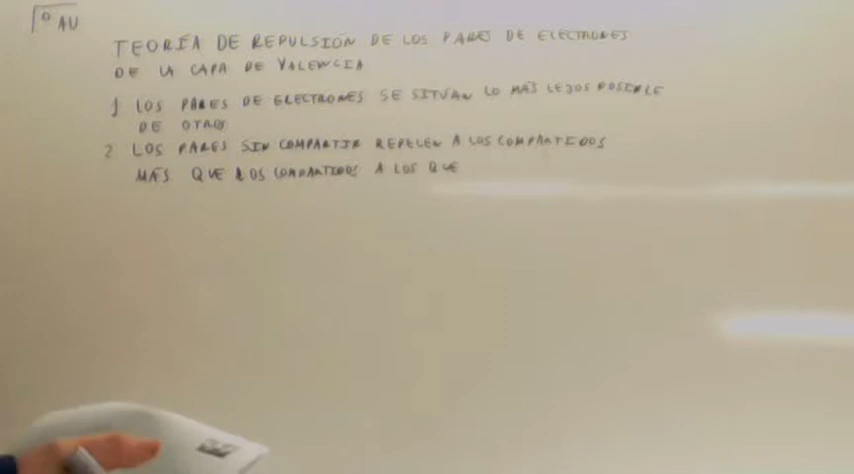 AU
TEORÍA DE REPULSIÓN DE LOS PARES DE ELECTRONES
DE LA CAPA DE VALENCIA
1 LOS PARES DE ELECTRONES SE SITUAN LO MÁS LEJOS POSIBLE
DE OTROS
2 LOS PARES SIN COMPARTIR REPELEN A LOS COMPARTIDOS
MÁS QUE LOS COMPARTIDOS A LOS QUE